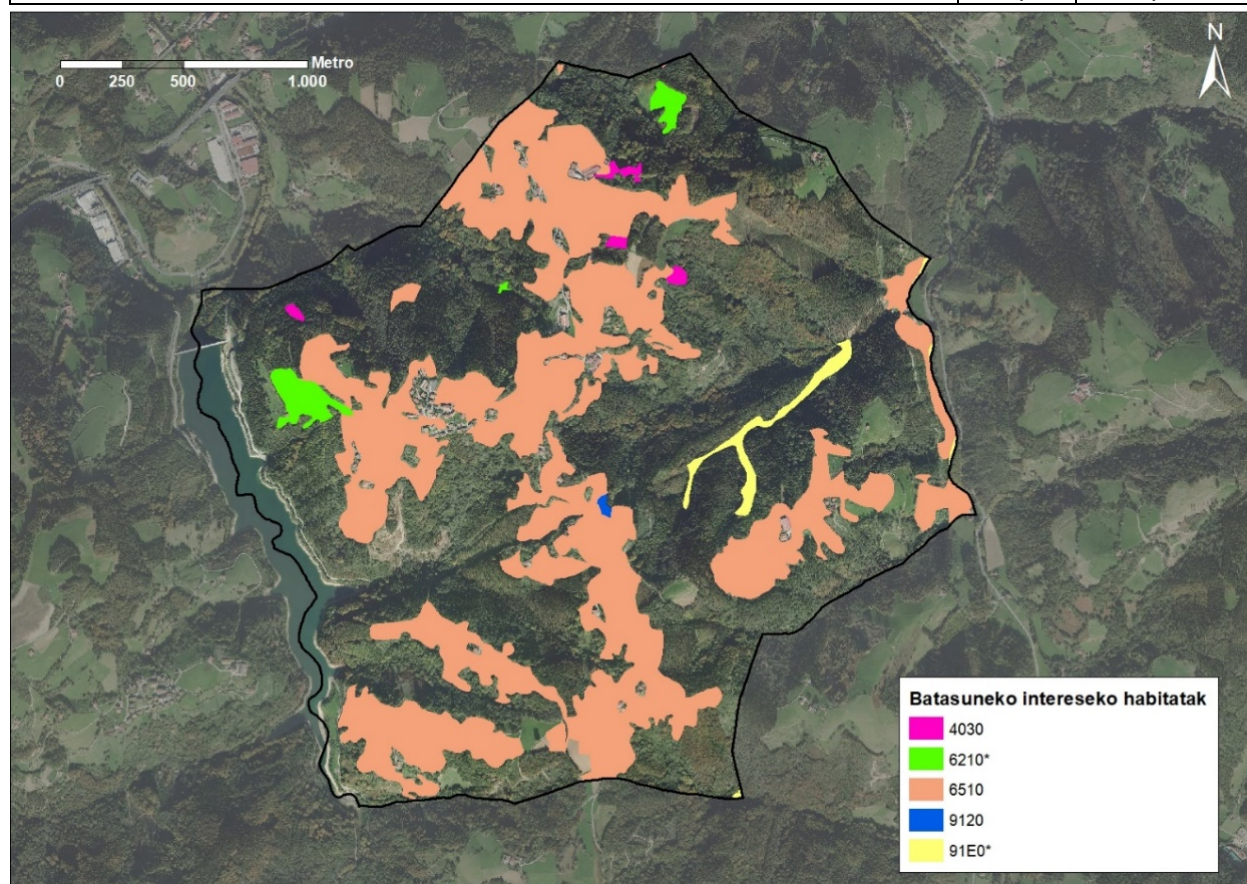 N
Metro
0 250 500 1.000
Batasuneko intereseko habitatak
4030
6210*
6510
9120
91E0*